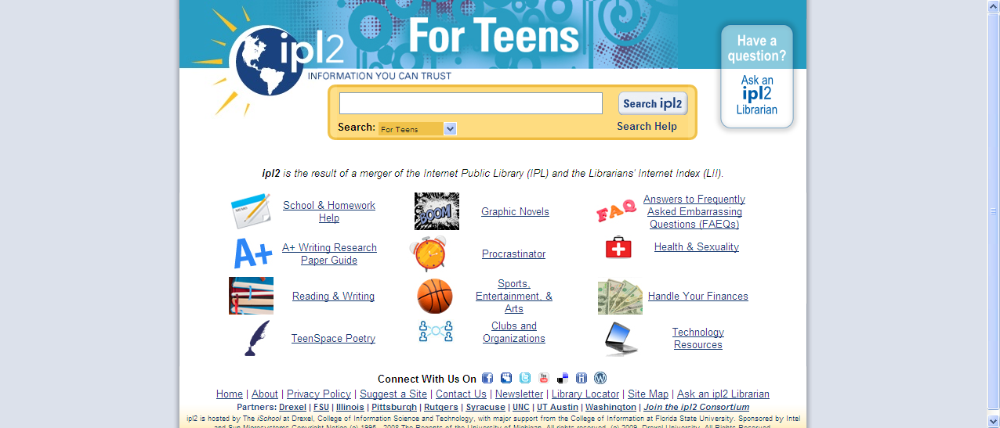 For Teens
ipl2
INFORMATION YOU CAN TRUST
Have a
question?
Ask an
ipl2
Librarian
Search ipl2
Search: For Teens
Search Help
ipl2 is the result of a merger of the Internet Public Library (IPL) and the Librarians' Internet Index (LII).
School & Homework
Help
BOOM
Graphic Novels
FAQ
Answers to Frequently
Asked Embarrassing
Questions (FAEQs)
A+
A+ Writing Research
Paper Guide
Procrastinator
Health & Sexuality
Reading & Writing
Sports,
Entertainment, &
Arts
Handle Your Finances
TeenSpace Poetry
Clubs and
Organizations
Technology
Resources
Connect With Us On
Home | About | Privacy Policy | Suggest a Site | Contact Us | Newsletter | Library Locator | Site Map | Ask an ipl2 Librarian
Partners: Drexel | FSU | Illinois | Pittsburgh | Rutgers | Syracuse | UNC | UT Austin | Washington | Join the ipl2 Consortium
ipl2 is hosted by The iSchool at Drexel, College of Information Science and Technology, with major support from the College of Information at Florida State University. Sponsored by Intel
and Sun Microsystems Copyright Notice (c) 1995 - 2008 The Regents of the University of Michigan. All rights reserved. (c) 2009, Drexel University, All Rights Reserved